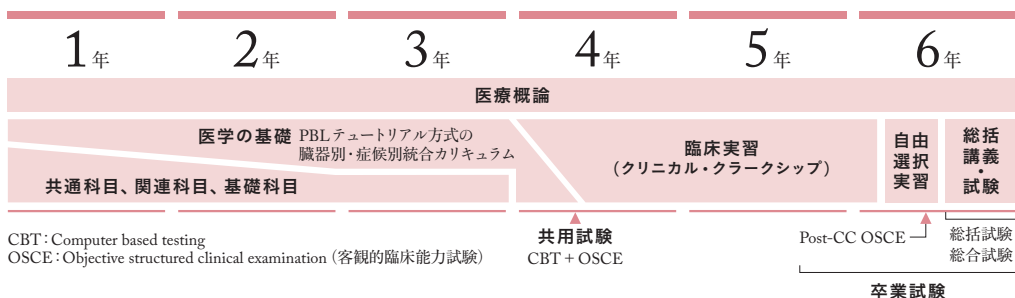 1年 2年 3年 4年 5年 6年
医療概論
医学の基礎 PBLテュートリアル方式の
臓器別・症候別統合カリキュラム
共通科目、関連科目、基礎科目
臨床実習
(クリニカル・クラークシップ)
自由
選択
実習
総括
講義
・
試験
共用試験
CBT + OSCE
Post-CC OSCE
総括試験
総合試験
卒業試験
CBT：Computer based testing
OSCE：Objective structured clinical examination（客観的臨床能力試験）